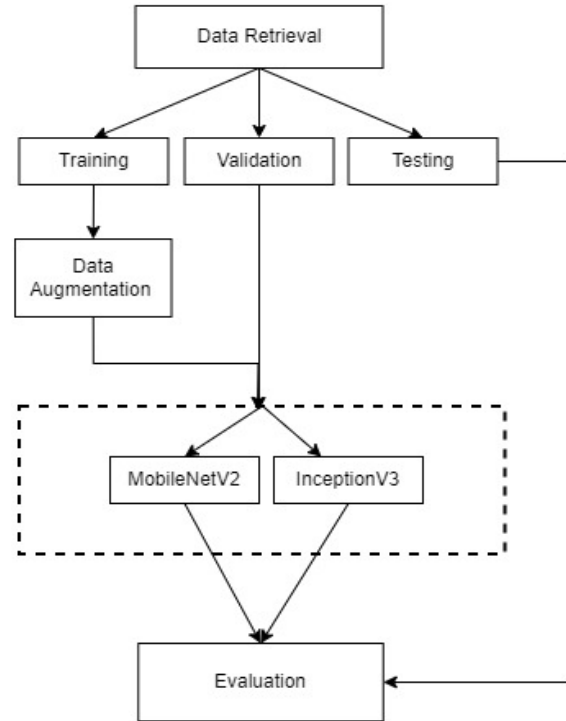 Data Retrieval
Training
Validation
Testing
Data
Augmentation
MobileNetV2
InceptionV3
Evaluation